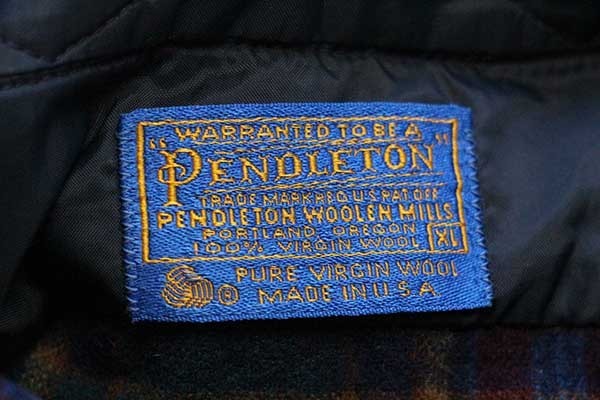 WARRANTED TO BE A
"PENDLETON"
TRADE MARK REG. U.S. PAT. OFF.
PENDLETON WOOLEN MILLS
PORTLAND, OREGON XL
100% VIRGIN WOOL
® PURE VIRGIN WOOL
MADE IN U.S.A.